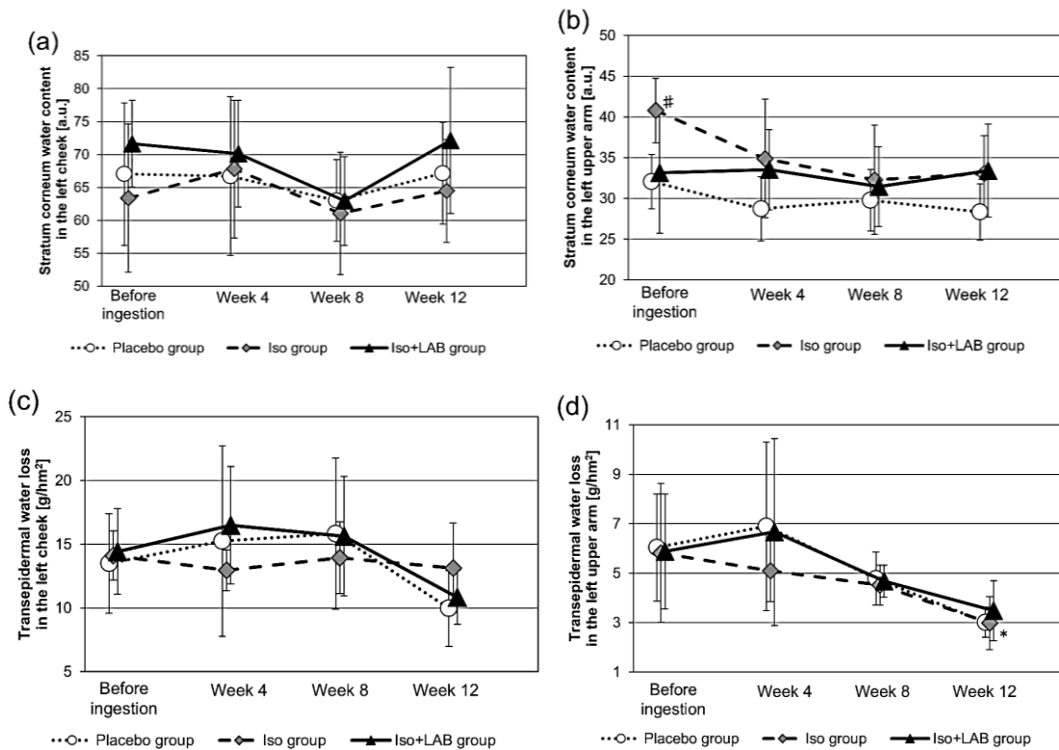 (a)
Stratum corneum water content
in the left cheek [a.u.]
85
80
75
70
65
60
55
50
Before
ingestion
Week 4
Week 8
Week 12
Placebo group
Iso group
Iso+LAB group
(b)
Stratum corneum water content
in the left upper arm [a.u.]
50
45
40
35
30
25
20
#
Before
ingestion
Week 4
Week 8
Week 12
Placebo group
Iso group
Iso+LAB group
(c)
Transepidermal water loss
in the left cheek [g/hm²]
25
20
15
10
5
Before
ingestion
Week 4
Week 8
Week 12
Placebo group
Iso group
Iso+LAB group
(d)
Transepidermal water loss
in the left upper arm [g/hm²]
11
9
7
5
3
1
*
Before
ingestion
Week 4
Week 8
Week 12
Placebo group
Iso group
Iso+LAB group